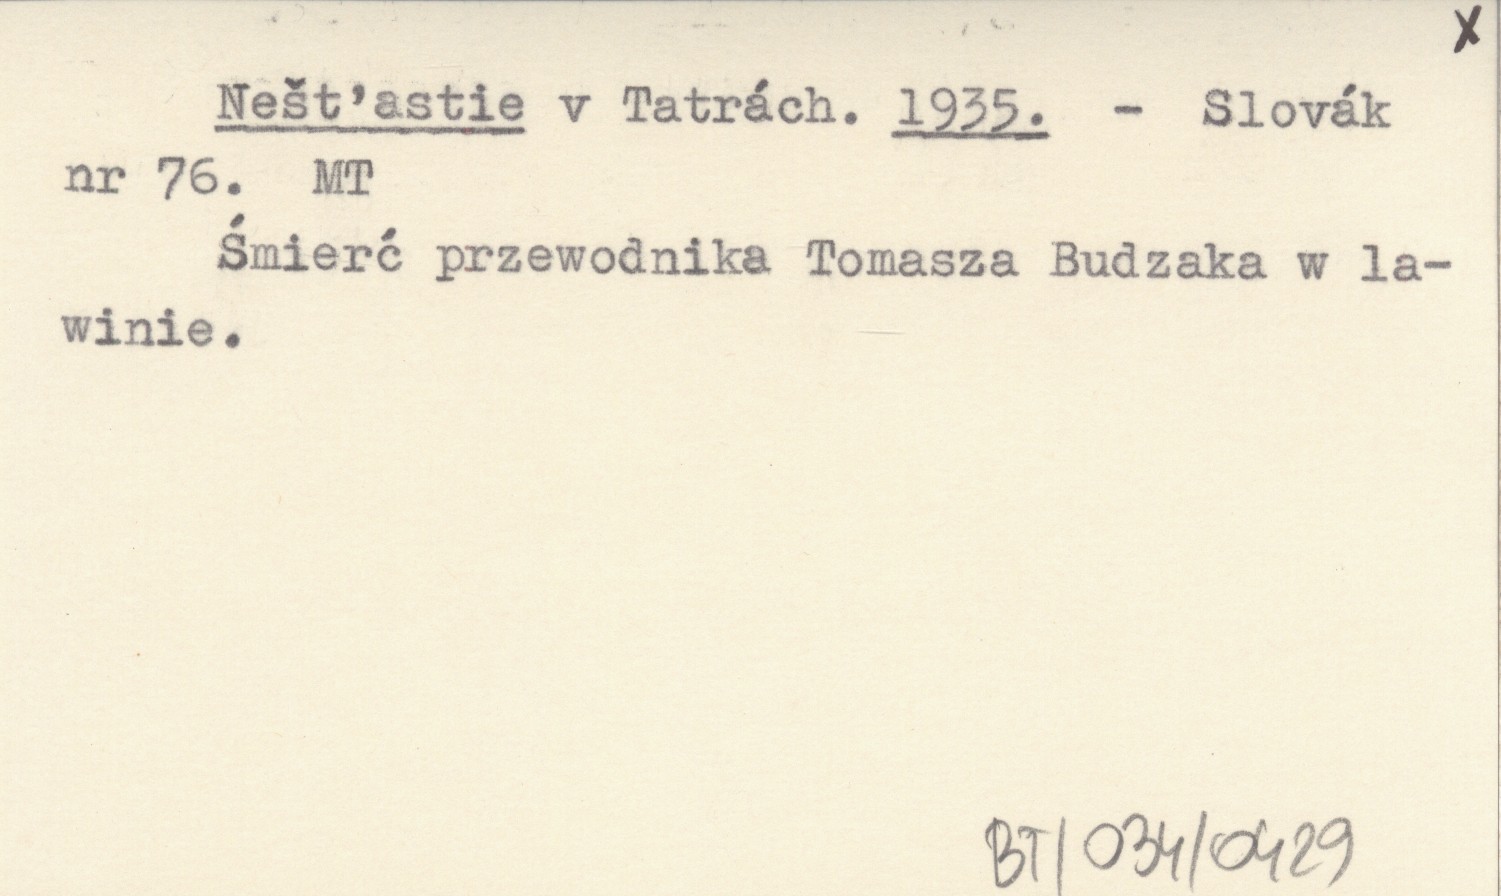 X
Nešt'astie v Tatrách. 1935. - Slovák
nr 76. MT
Śmierć przewodnika Tomasza Budzaka w la-
winie.
BT/034/0429